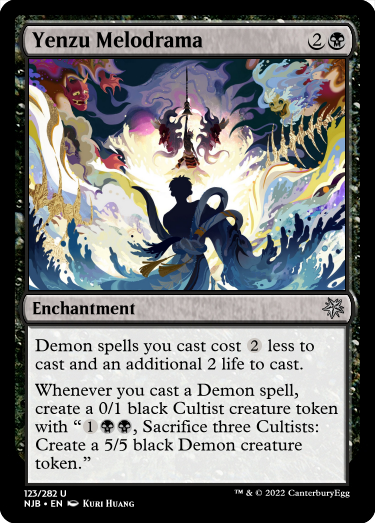 Yenzu Melodrama 2
Enchantment
Demon spells you cast cost 2 less to
cast and an additional 2 life to cast.
Whenever you cast a Demon spell,
create a 0/1 black Cultist creature token
with “1, Sacrifice three Cultists:
Create a 5/5 black Demon creature
token.”
123/282 U
NJB • EN Kuri Huang
™ & © 2022 CanterburyEgg